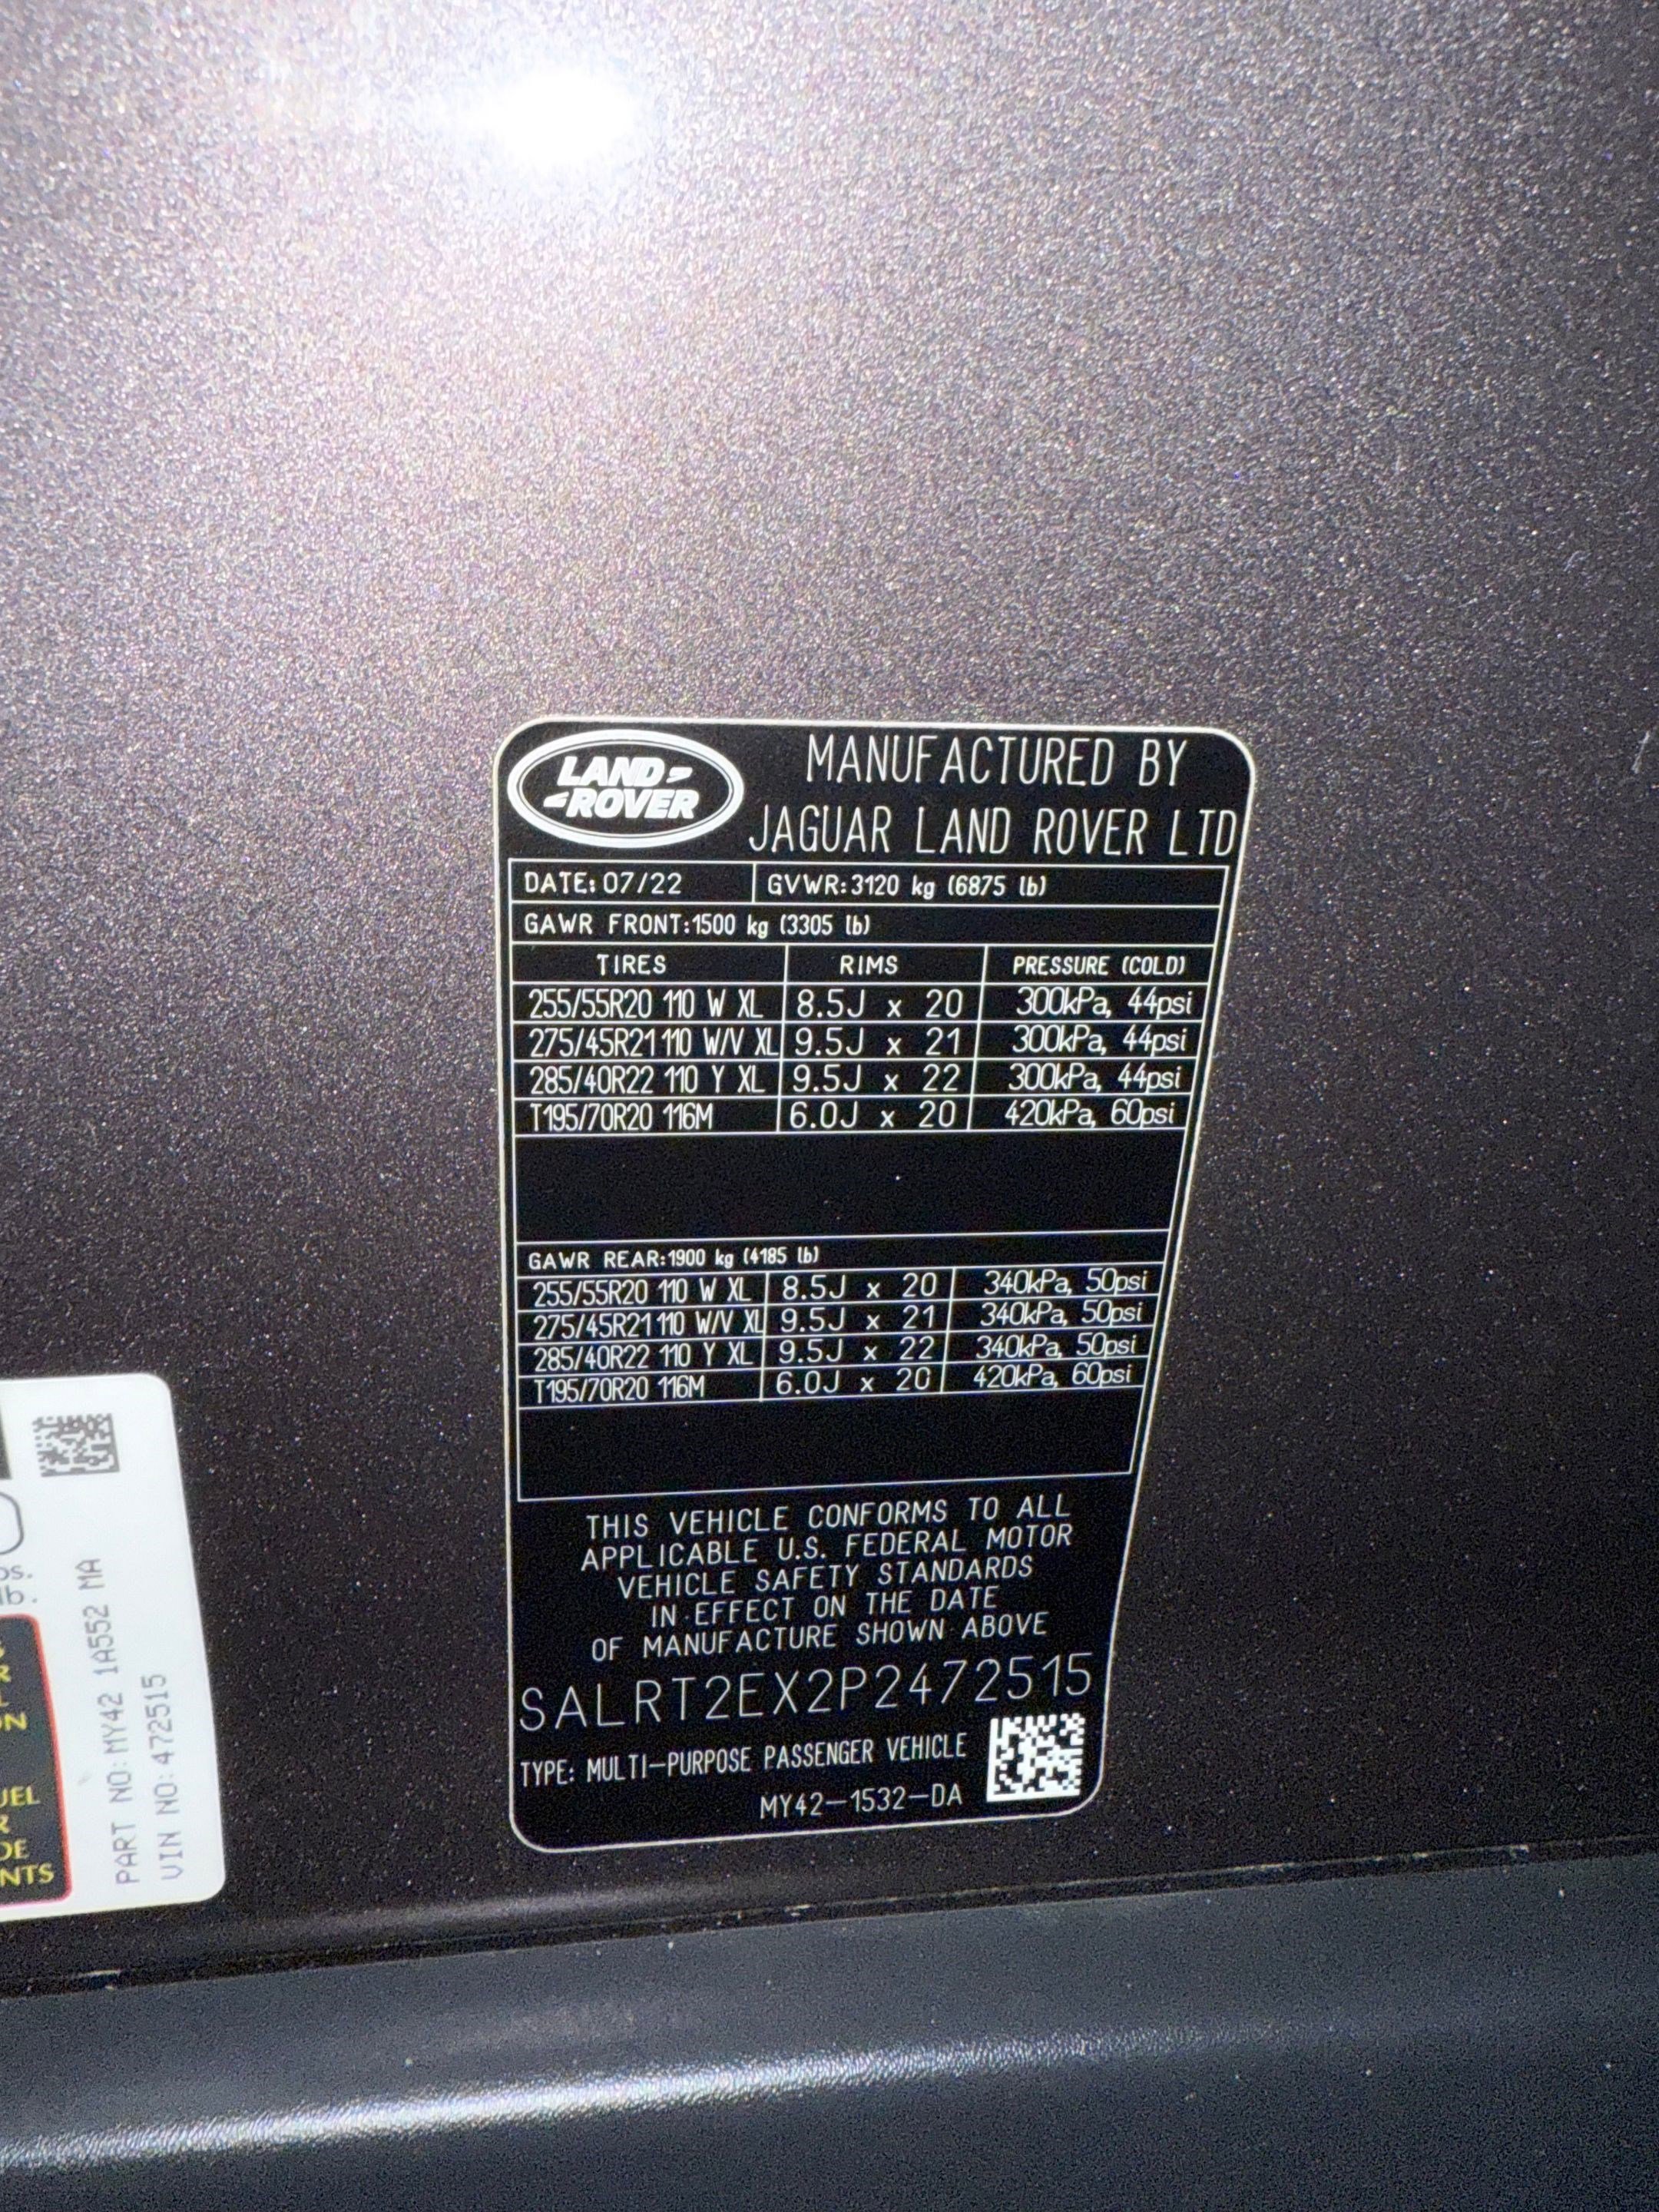 LAND
ROVER
MANUFACTURED BY
JAGUAR LAND ROVER LTD
DATE: 07/22 GVWR: 3120 kg (6875 lb)
GAWR FRONT: 1500 kg (3305 lb)
TIRES RIMS PRESSURE (COLD)
255/55R20 110 W XL 8.5J x 20 300kPa, 44psi
275/45R21 110 W/V XL 9.5J x 21 300kPa, 44psi
285/40R22 110 Y XL 9.5J x 22 300kPa, 44psi
T195/70R20 116M 6.0J x 20 420kPa, 60psi
GAWR REAR: 1900 kg (4185 lb)
255/55R20 110 W XL 8.5J x 20 340kPa, 50psi
275/45R21 110 W/V XL 9.5J x 21 340kPa, 50psi
285/40R22 110 Y XL 9.5J x 22 340kPa, 50psi
T195/70R20 116M 6.0J x 20 420kPa, 60psi
THIS VEHICLE CONFORMS TO ALL
APPLICABLE U.S. FEDERAL MOTOR
VEHICLE SAFETY STANDARDS
IN EFFECT ON THE DATE
OF MANUFACTURE SHOWN ABOVE
SALRT2EX2P2472515
TYPE: MULTI-PURPOSE PASSENGER VEHICLE
MY42-1532-DA
PART NO: MY42 1A552 MA
VIN NO: 472515